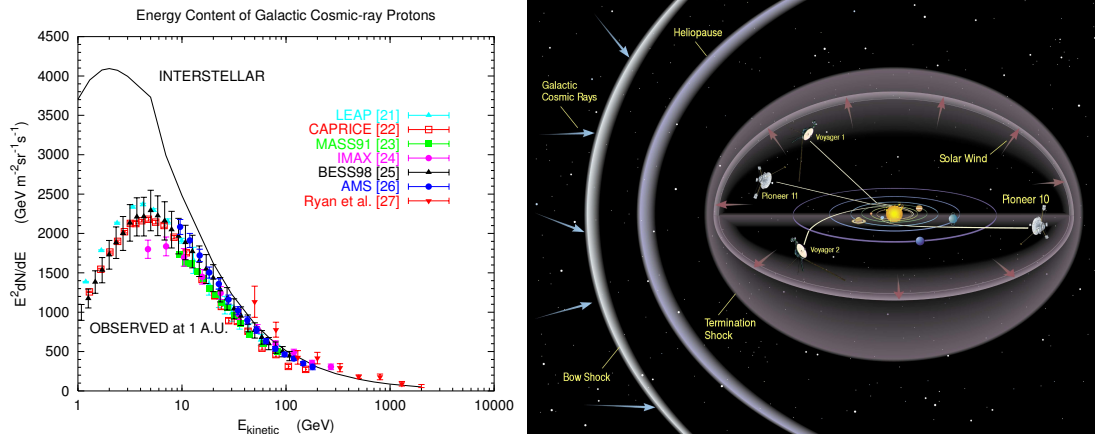 Energy Content of Galactic Cosmic-ray Protons
E²dN/dE (GeV m⁻²sr⁻¹s⁻¹)
4500
4000
3500
3000
2500
2000
1500
1000
500
0
INTERSTELLAR
LEAP [21]
CAPRICE [22]
MASS91 [23]
IMAX [24]
BESS98 [25]
AMS [26]
Ryan et al. [27]
OBSERVED at 1 A.U.
1 10 100 1000 10000
E_kinetic (GeV)
Heliopause
Galactic
Cosmic Rays
Voyager 1
Solar Wind
Pioneer 11
Pioneer 10
Voyager 2
Termination
Shock
Bow Shock